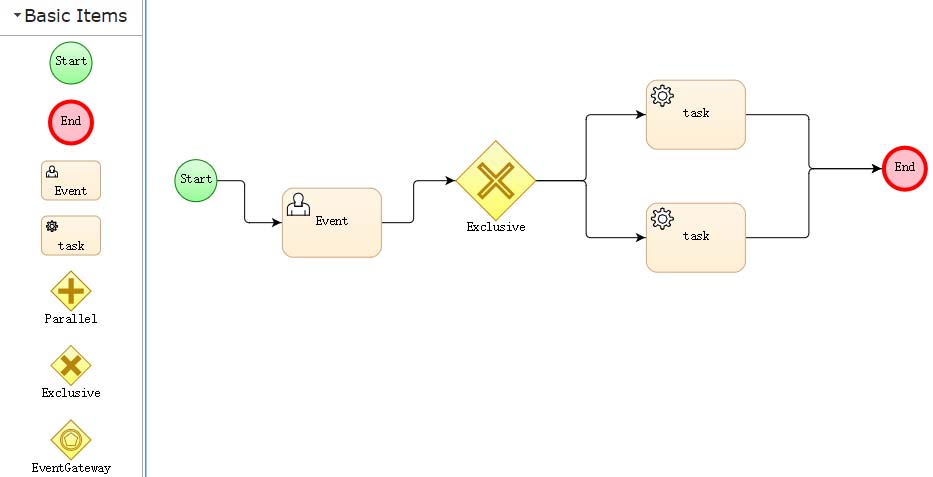 Basic Items
Start
End
Event
task
Parallel
Exclusive
EventGateway
Start
Event
Exclusive
task
task
End